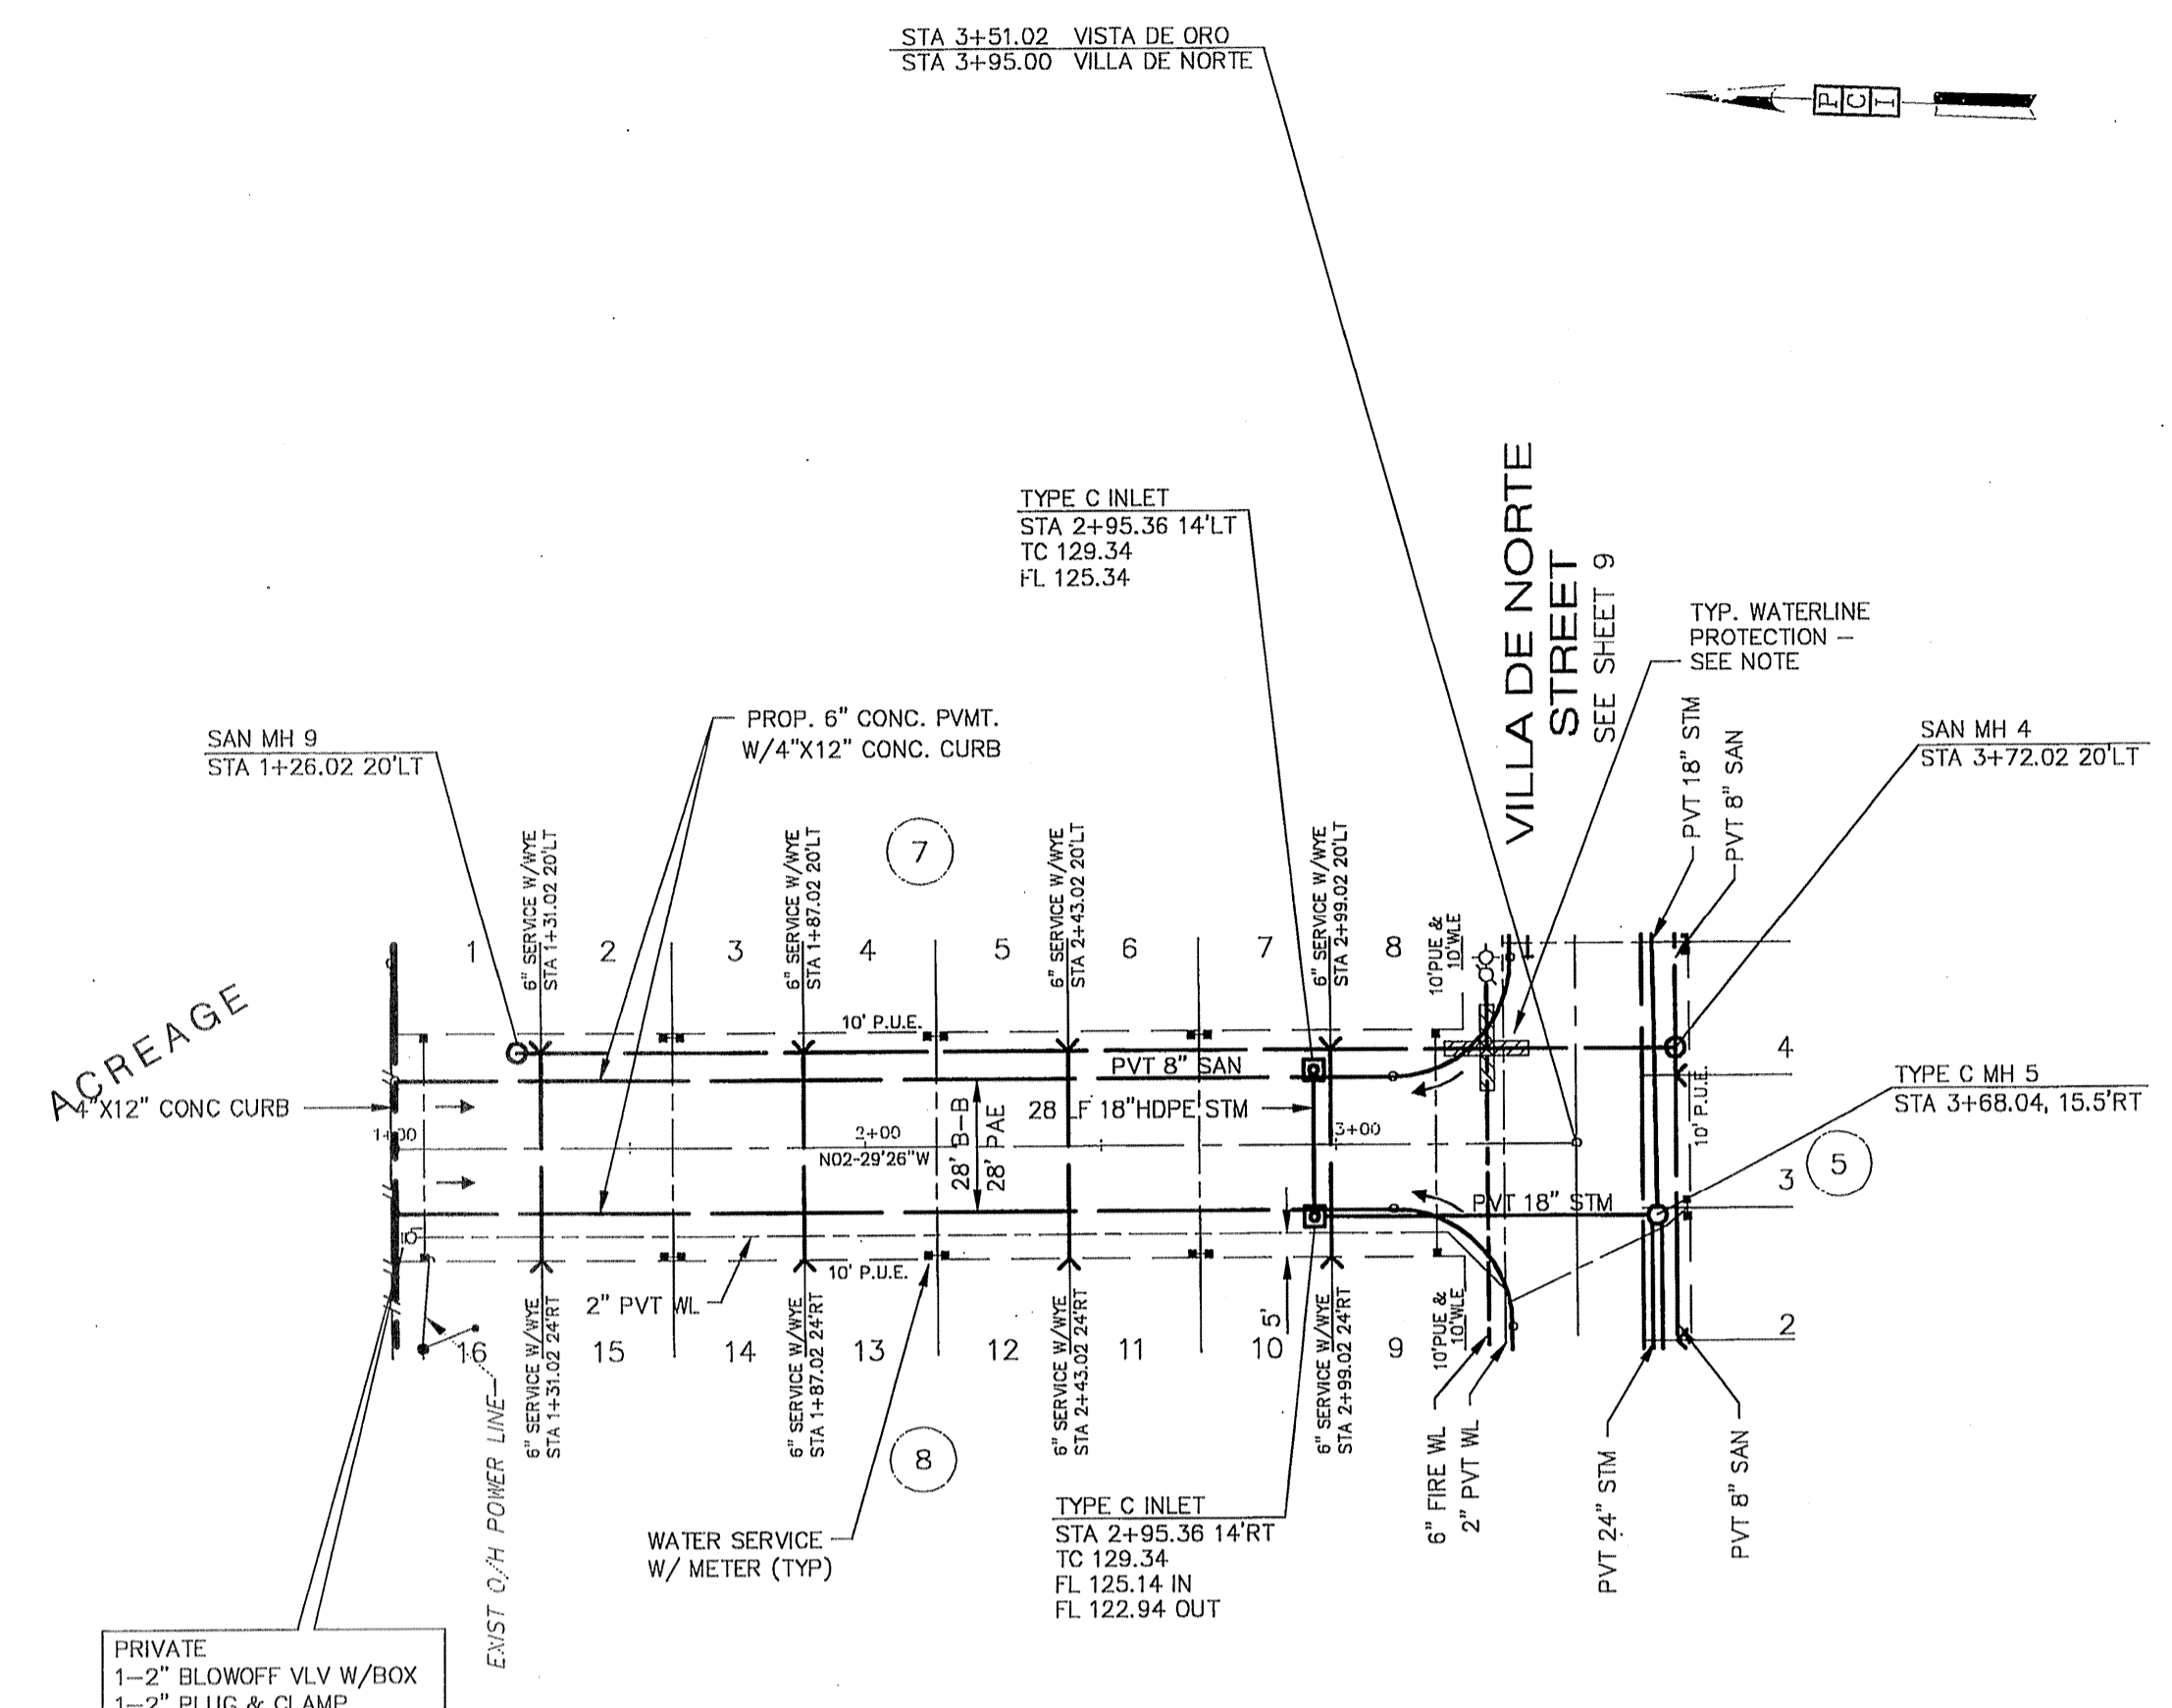 STA 3+51.02 VISTA DE ORO
STA 3+95.00 VILLA DE NORTE
PCI
TYPE C INLET
STA 2+95.36 14'LT
TC 129.34
FL 125.34
VILLA DE NORTE
STREET
SEE SHEET 9
TYP. WATERLINE
PROTECTION –
SEE NOTE
SAN MH 9
STA 1+26.02 20'LT
PROP. 6" CONC. PVMT.
W/4"X12" CONC. CURB
PVT 18" STM
PVT 8" SAN
SAN MH 4
STA 3+72.02 20'LT
6" SERVICE W/WYE
STA 1+31.02 20'LT
6" SERVICE W/WYE
STA 1+87.02 20'LT
7
6" SERVICE W/WYE
STA 2+43.02 20'LT
6" SERVICE W/WYE
STA 2+99.02 20'LT
1
2
3
4
5
6
7
8
10'PUE &
10'WLE
ACREAGE
10' P.U.E.
PVT 8" SAN
4
10' P.U.E.
4"X12" CONC CURB
28' B-B
28' PAE
28 LF 18"HDPE STM
TYPE C MH 5
STA 3+68.04, 15.5'RT
1+00
2+00
3+00
N02-29'26"W
5
3
PVT 18" STM
10' P.U.E.
2" PVT WL
5'
2
16
15
14
13
12
11
10
9
10'PUE &
10'WLE
6" SERVICE W/WYE
STA 1+31.02 24'RT
6" SERVICE W/WYE
STA 1+87.02 24'RT
8
6" SERVICE W/WYE
STA 2+43.02 24'RT
6" SERVICE W/WYE
STA 2+99.02 24'RT
EXIST O/H POWER LINE
6" FIRE WL
2" PVT WL
PVT 24" STM
PVT 8" SAN
WATER SERVICE
W/ METER (TYP)
TYPE C INLET
STA 2+95.36 14'RT
TC 129.34
FL 125.14 IN
FL 122.94 OUT
PRIVATE
1-2" BLOWOFF VLV W/BOX
1-2" PLUG & CLAMP